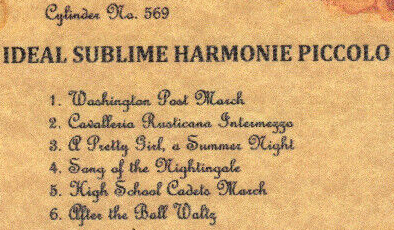 Cylinder No. 569
IDEAL SUBLIME HARMONIE PICCOLO
1. Washington Post March
2. Cavalleria Rusticana Intermezzo
3. A Pretty Girl, a Summer Night
4. Song of the Nightingale
5. High School Cadets March
6. After the Ball Waltz